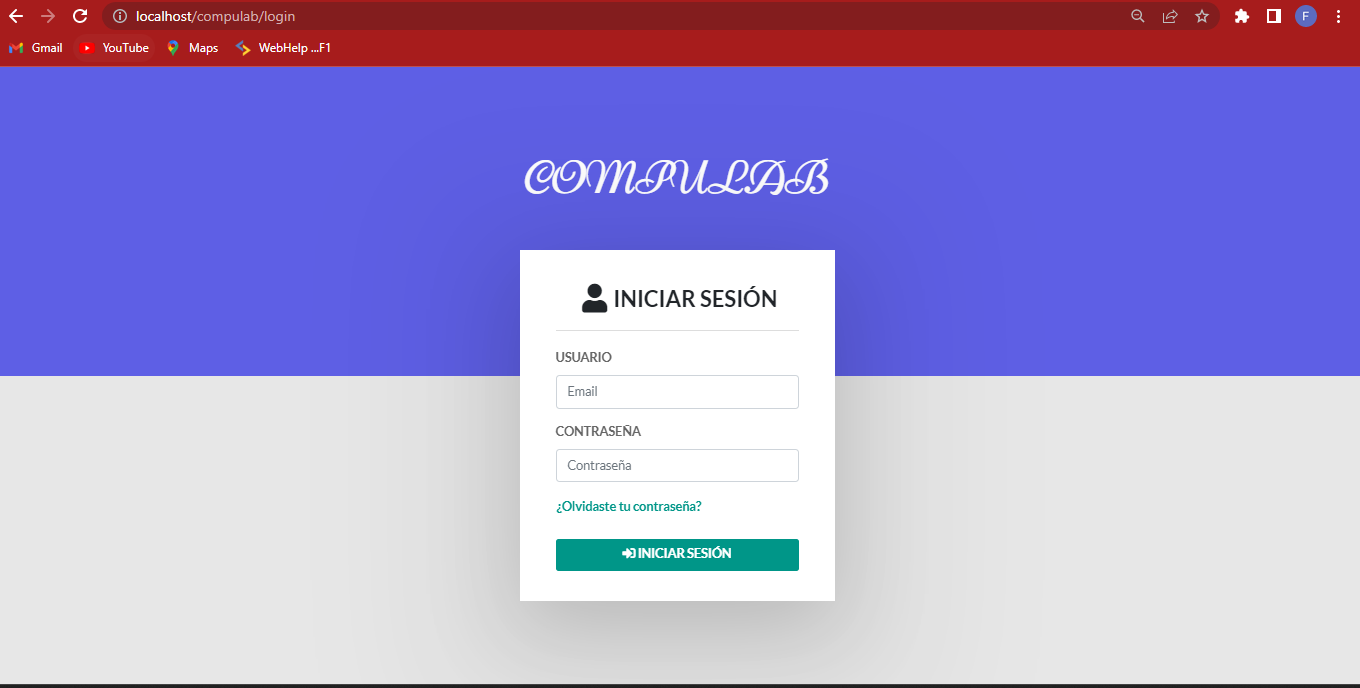 localhost/compulab/login
F
Gmail YouTube Maps WebHelp ...F1
COMPULAB
INICIAR SESIÓN
USUARIO
Email
CONTRASEÑA
Contraseña
¿Olvidaste tu contraseña?
INICIAR SESIÓN